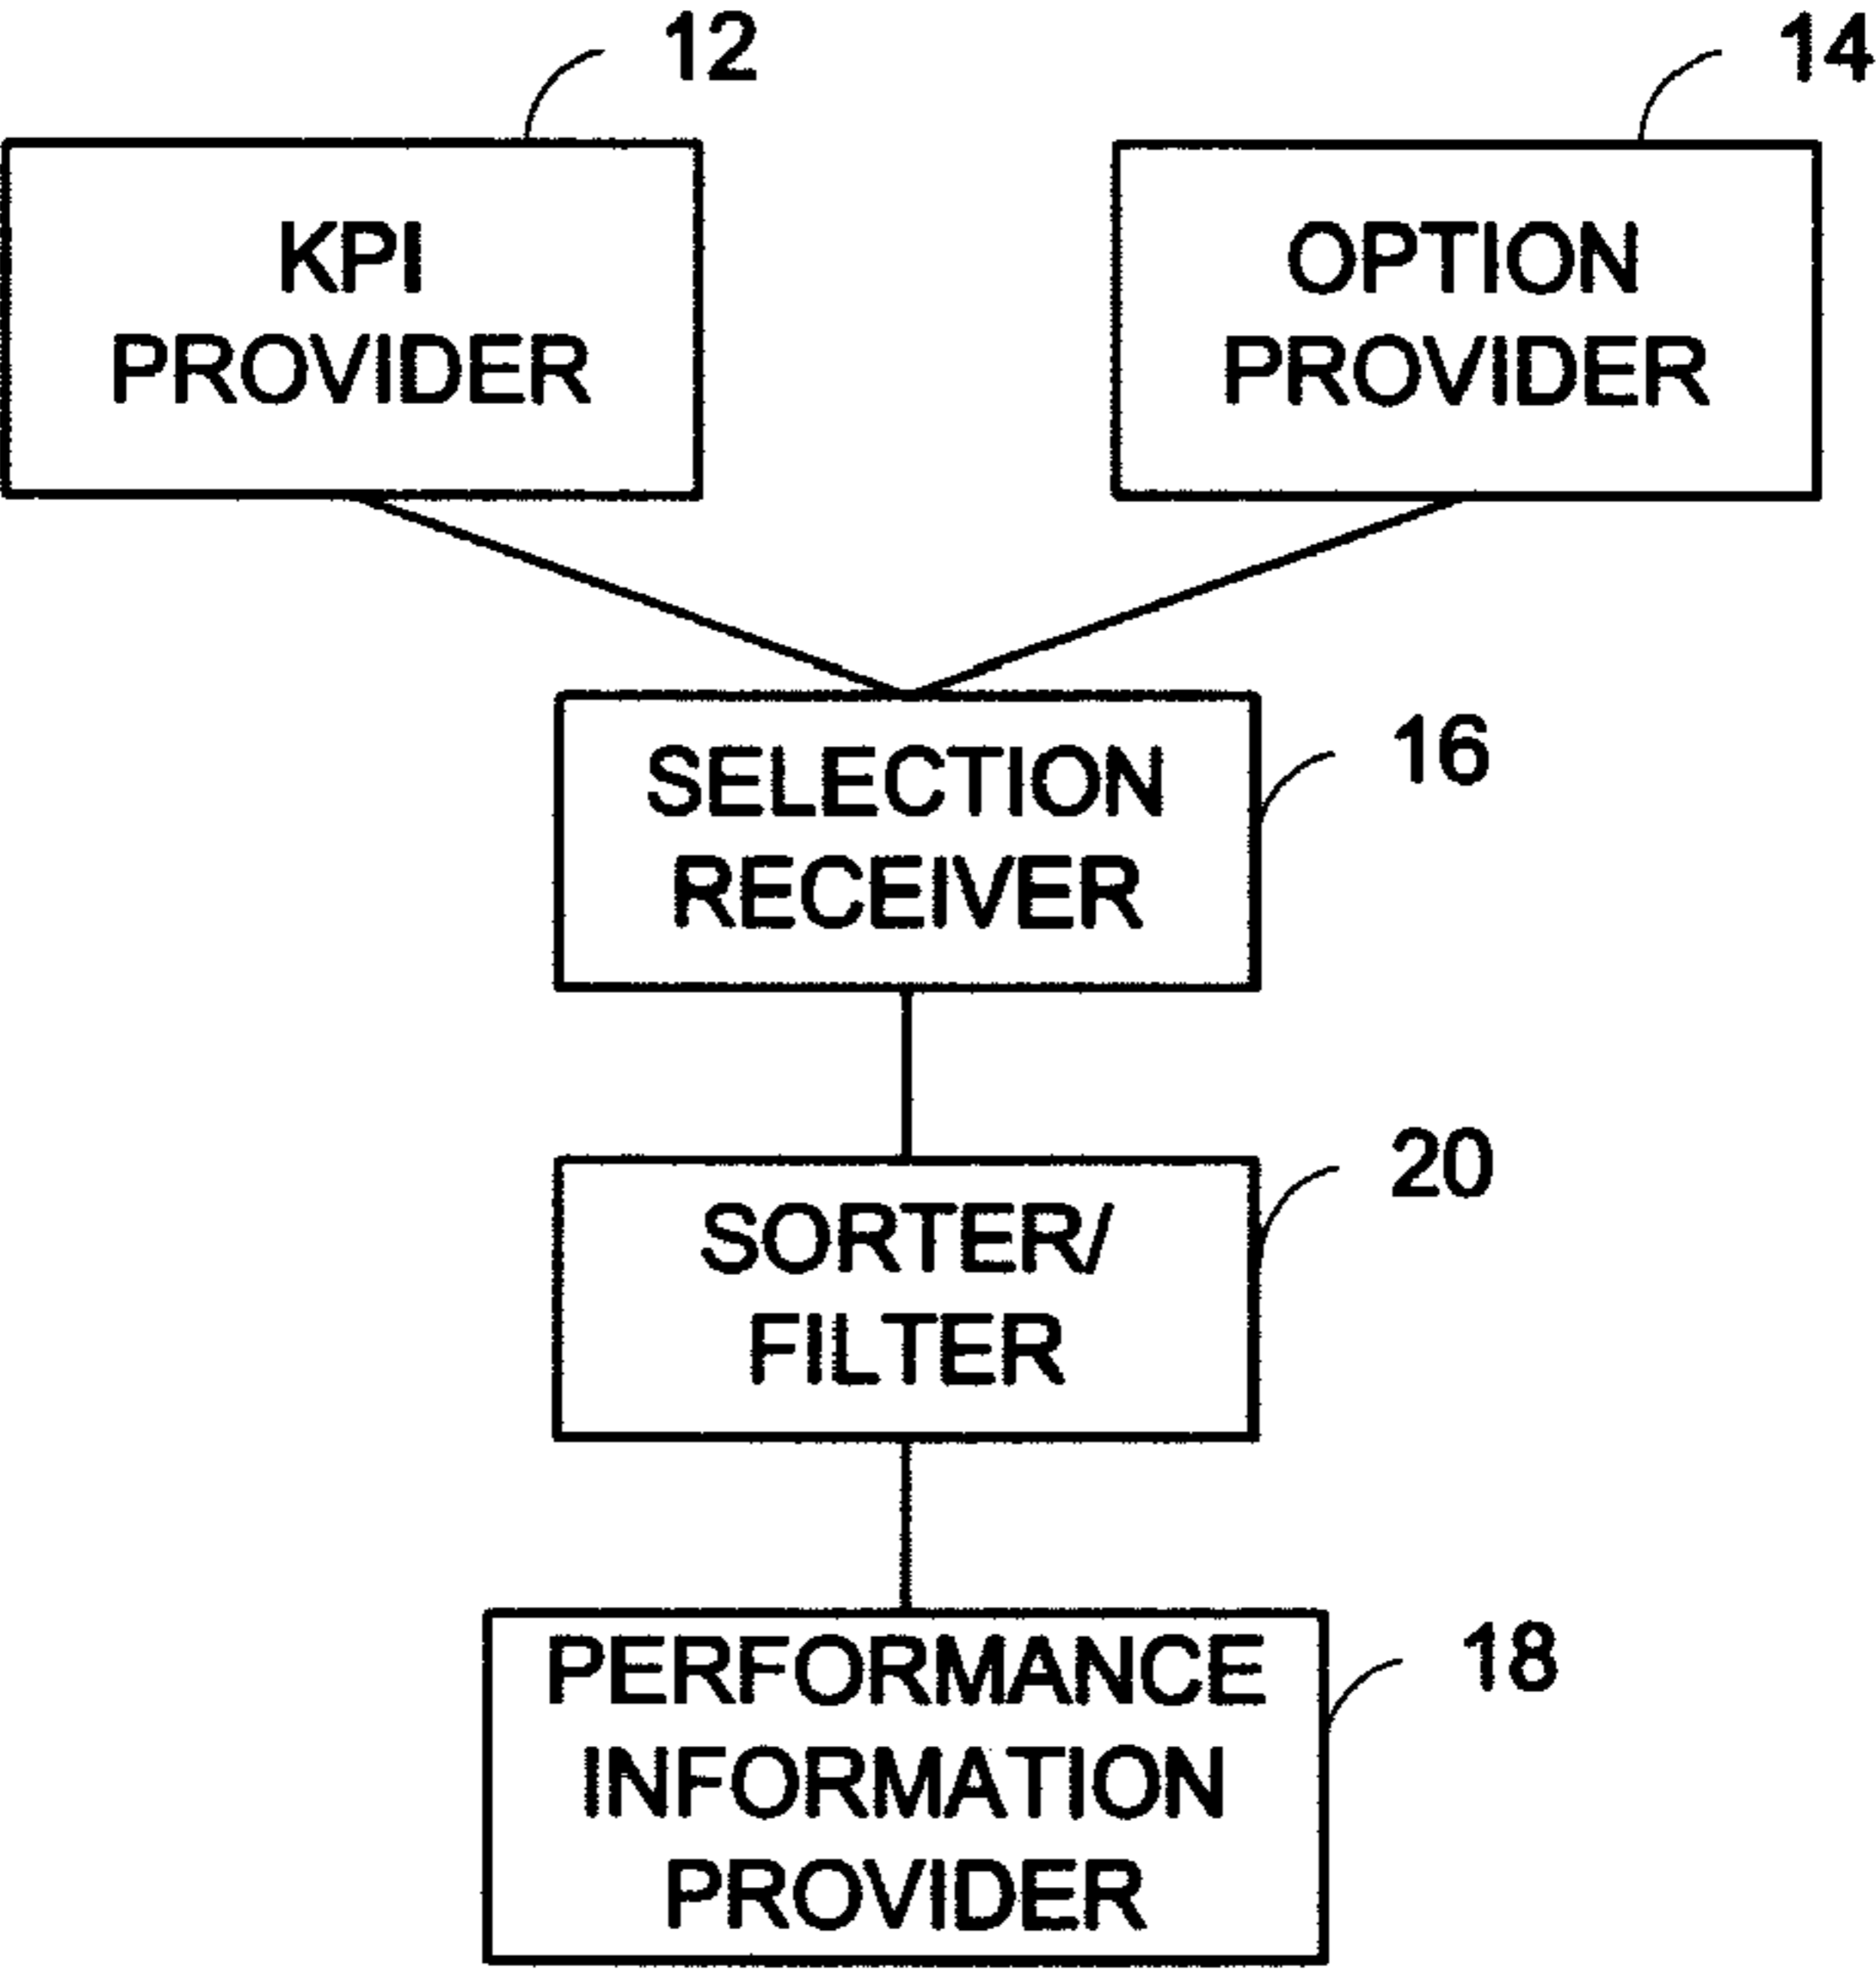 12
14
KPI
PROVIDER
OPTION
PROVIDER
SELECTION
RECEIVER
16
SORTER/
FILTER
20
PERFORMANCE
INFORMATION
PROVIDER
18